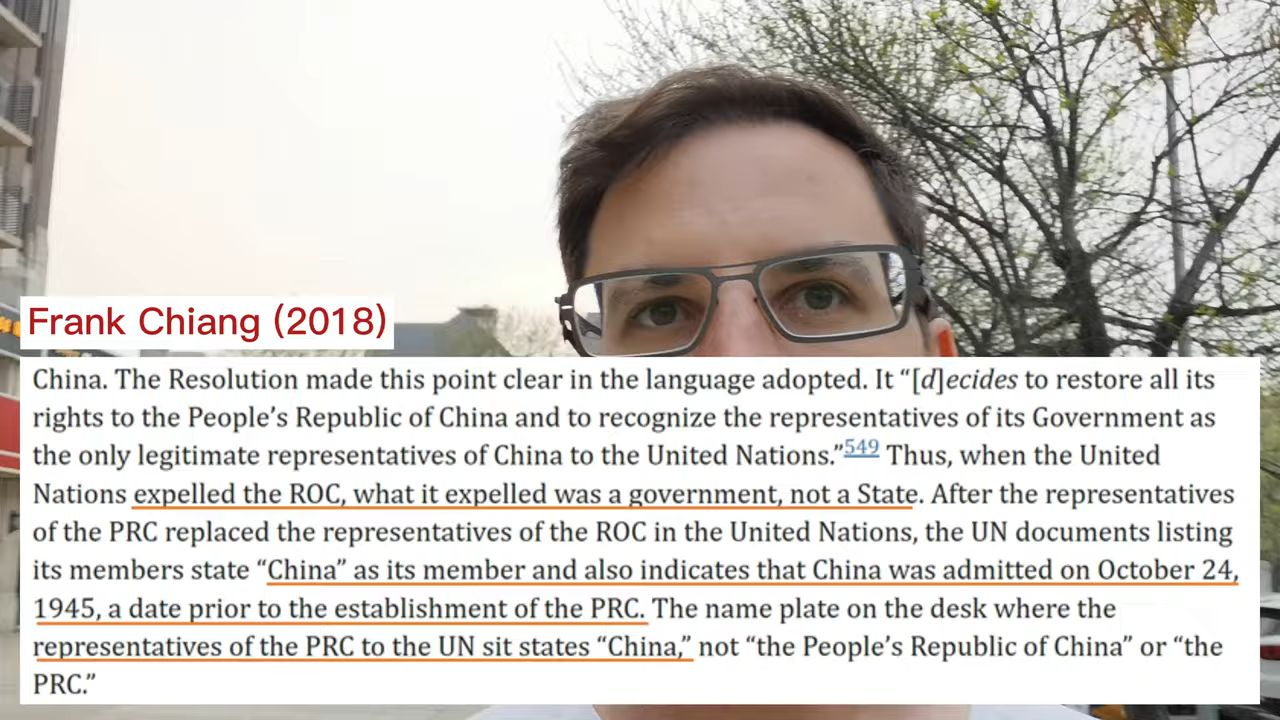 Frank Chiang (2018)
China. The Resolution made this point clear in the language adopted. It “[d]ecides to restore all its
rights to the People’s Republic of China and to recognize the representatives of its Government as
the only legitimate representatives of China to the United Nations.”549 Thus, when the United
Nations expelled the ROC, what it expelled was a government, not a State. After the representatives
of the PRC replaced the representatives of the ROC in the United Nations, the UN documents listing
its members state “China” as its member and also indicates that China was admitted on October 24,
1945, a date prior to the establishment of the PRC. The name plate on the desk where the
representatives of the PRC to the UN sit states “China,” not “the People’s Republic of China” or “the
PRC.”